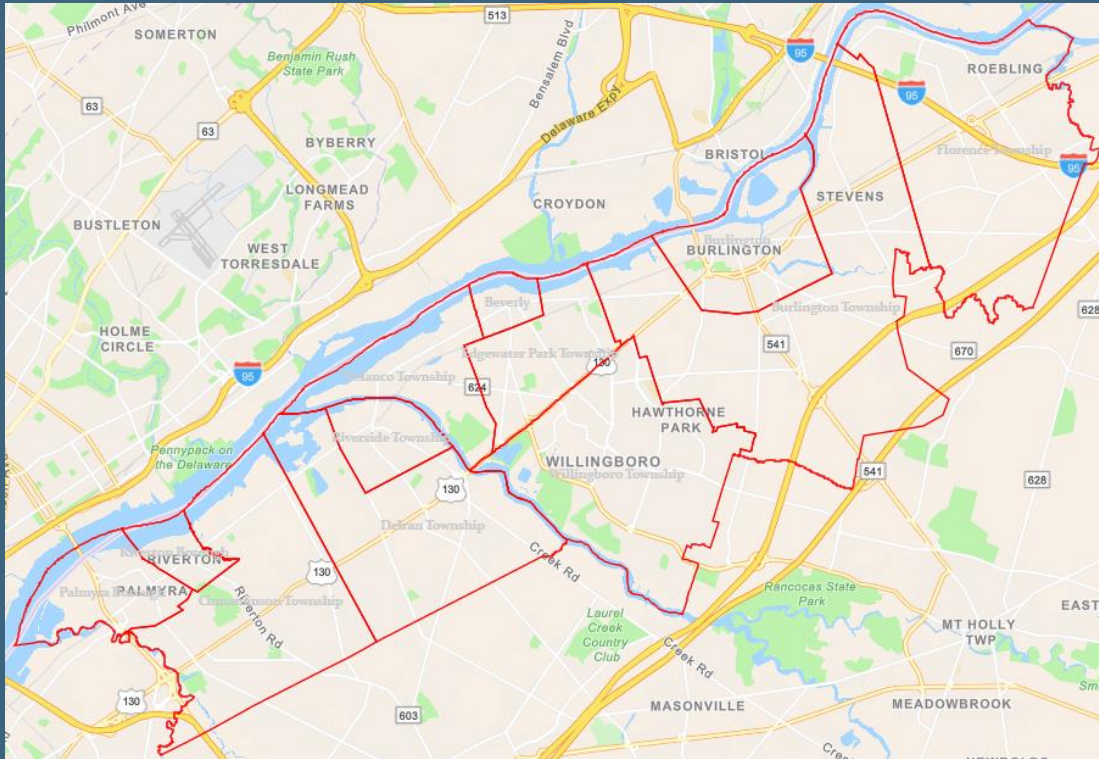 Philmont Ave
513
SOMERTON
Bensalem Blvd
Benjamin Rush
State Park
95
ROEBLING
63
95
63
Delaware Expy
BYBERRY
BRISTOL
Florence Township
95
LONGMEAD
FARMS
STEVENS
CROYDON
BUSTLETON
WEST
TORRESDALE
Burlington
BURLINGTON
Beverly
Burlington Township
628
HOLME
CIRCLE
541
Edgewater Park Township
670
130
95
Delanco Township
624
HAWTHORNE
PARK
Riverside Township
Pennypack on
the Delaware
WILLINGBORO
Willingboro Township
541
628
130
Delran Township
Riverton Borough
RIVERTON
Creek Rd
130
PALMYRA
Palmyra Borough
Cinnaminson Township
Riverton Rd
Rancocas State
Park
EAST
Laurel
Creek
Country
Club
MT HOLLY
TWP
Creek Rd
130
603
MASONVILLE
MEADOWBROOK